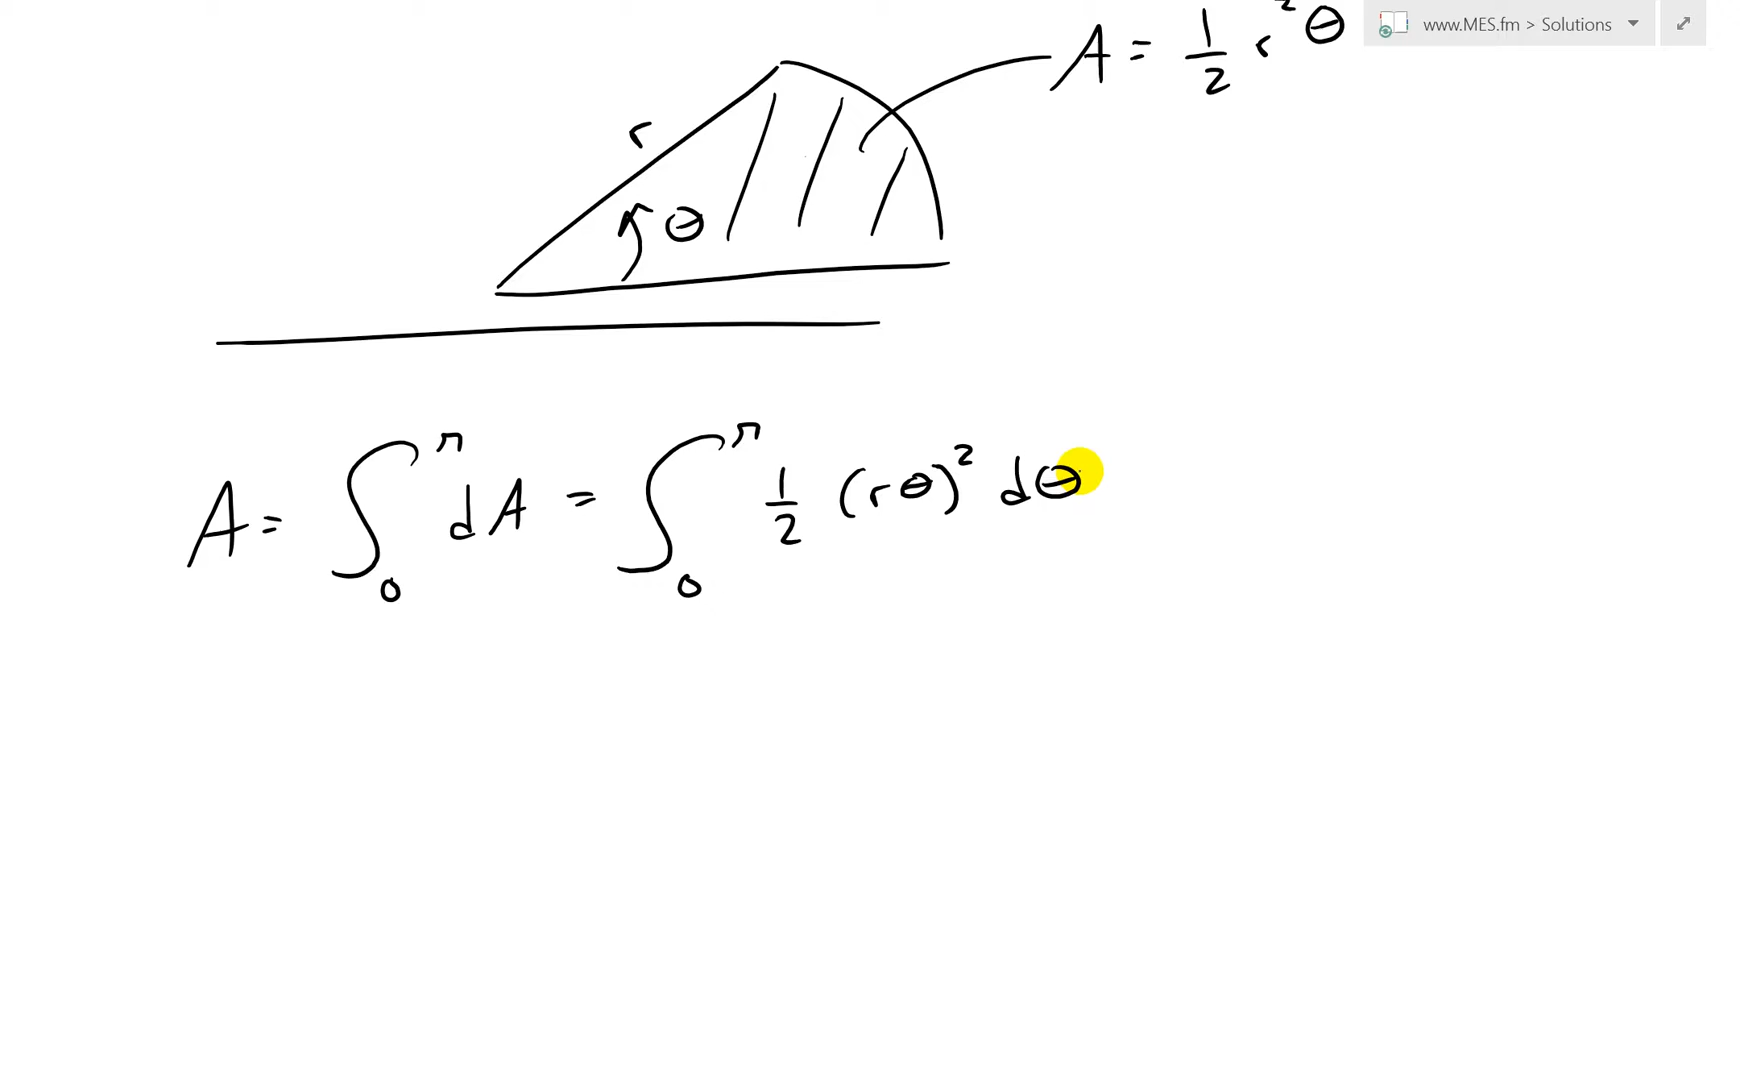 A = 1/2 r² θ
www.MES.fm > Solutions
r
θ
A = ∫₀^π dA = ∫₀^π 1/2 (rθ)² dθ